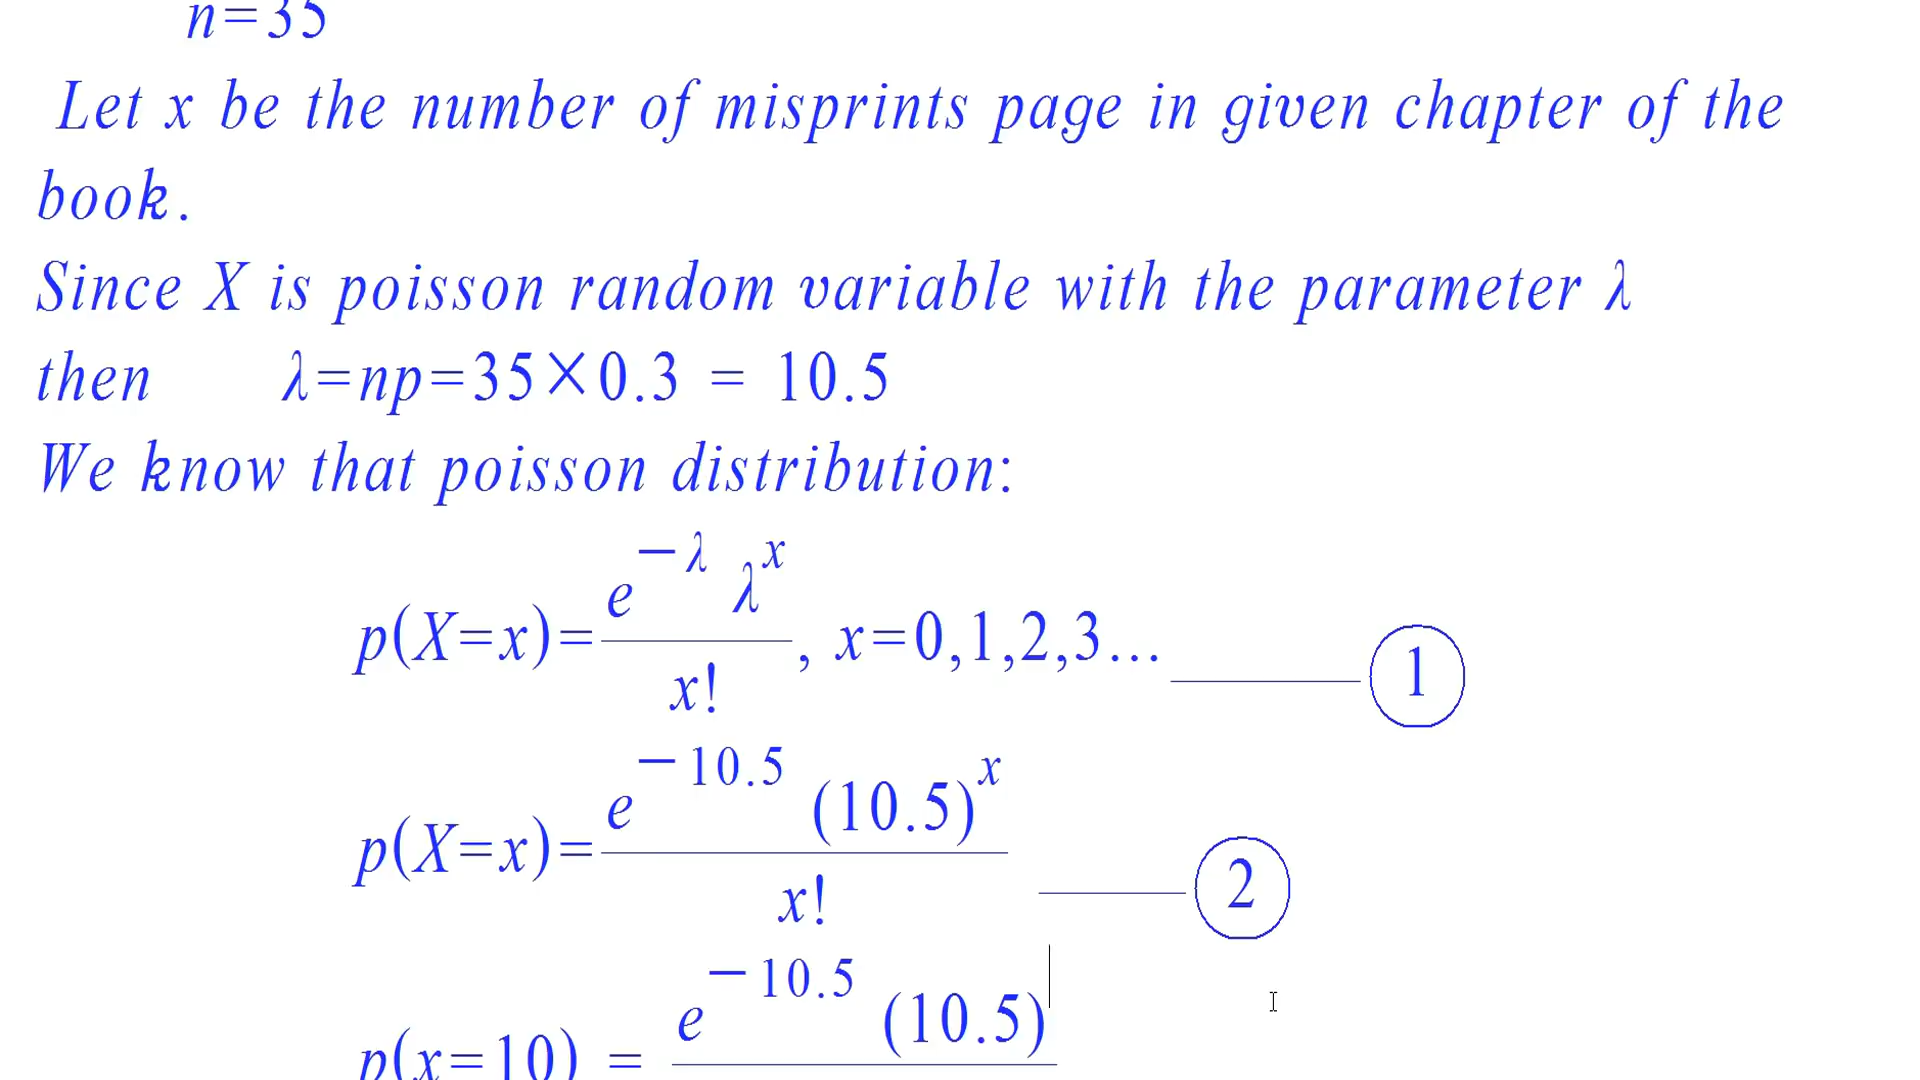 n=35
Let x be the number of misprints page in given chapter of the
book.
Since X is poisson random variable with the parameter λ
then λ=np=35×0.3 = 10.5
We know that poisson distribution:
p(X=x)=e^{-λ} λ^x / x! , x=0,1,2,3... ——— ①
p(X=x)=e^{-10.5} (10.5)^x / x! ——— ②
p(x=10) = e^{-10.5} (10.5)